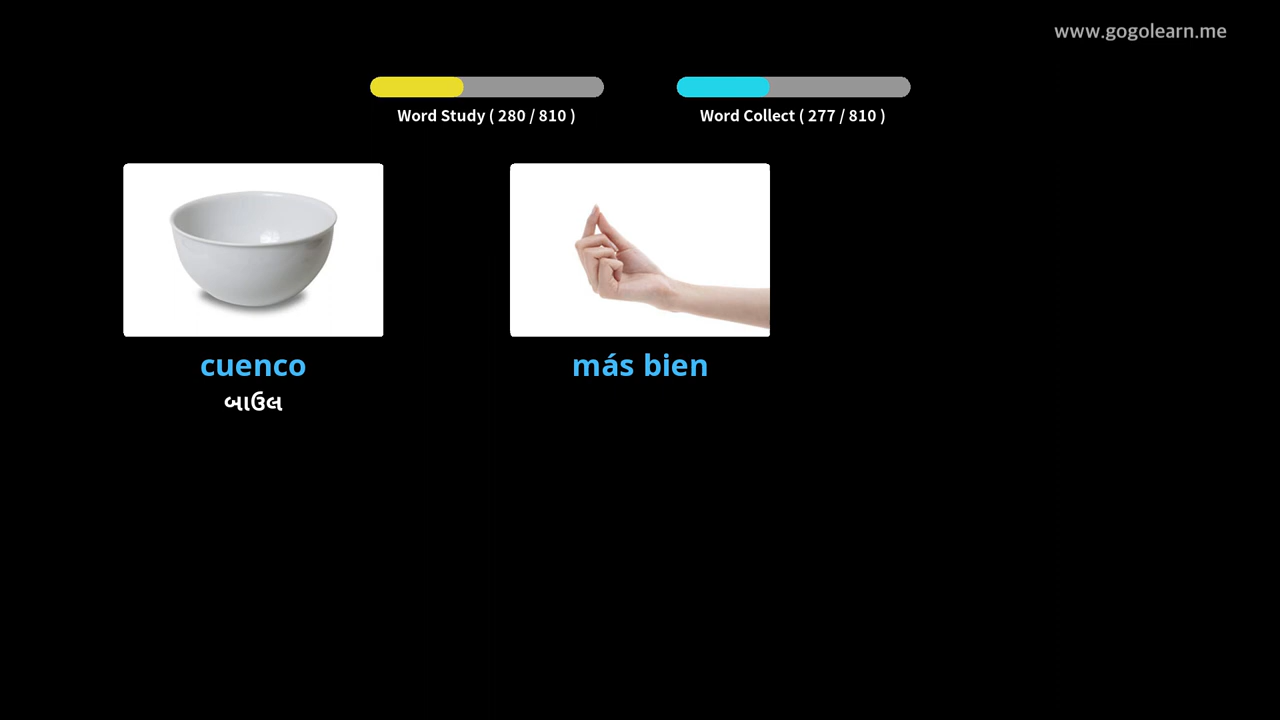 www.gogolearn.me
Word Study ( 280 / 810 )
Word Collect ( 277 / 810 )
cuenco
બાઉલ
más bien